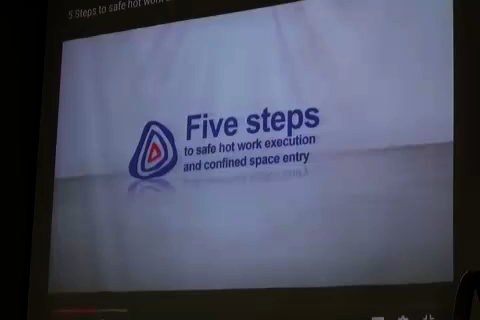 5 Steps to safe hot work
Five steps
to safe hot work execution
and confined space entry